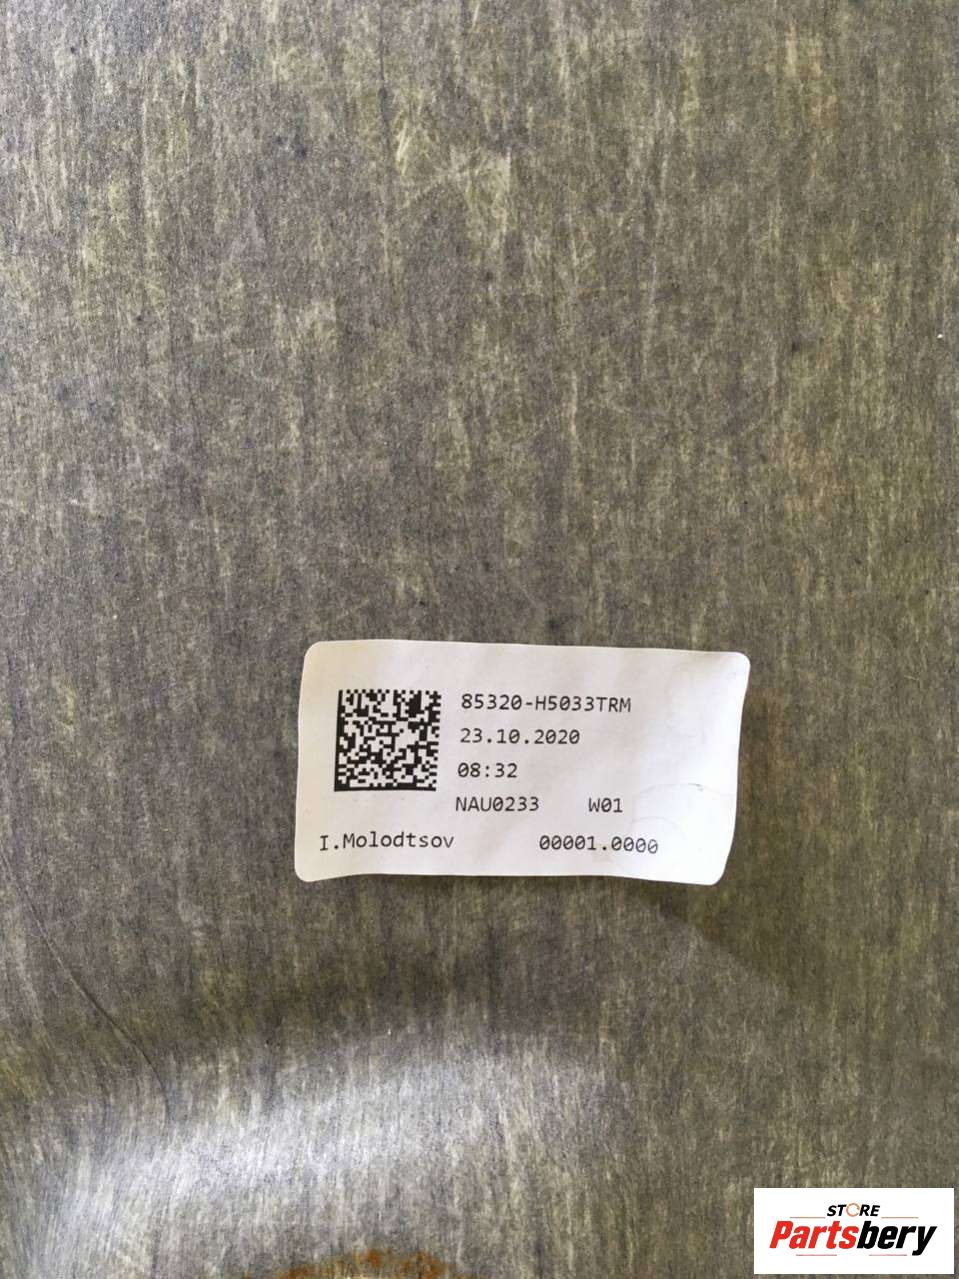 85320-H5033TRM
23.10.2020
08:32
NAU0233 W01
I.Molodtsov 00001.0000
STORE
Partsbery